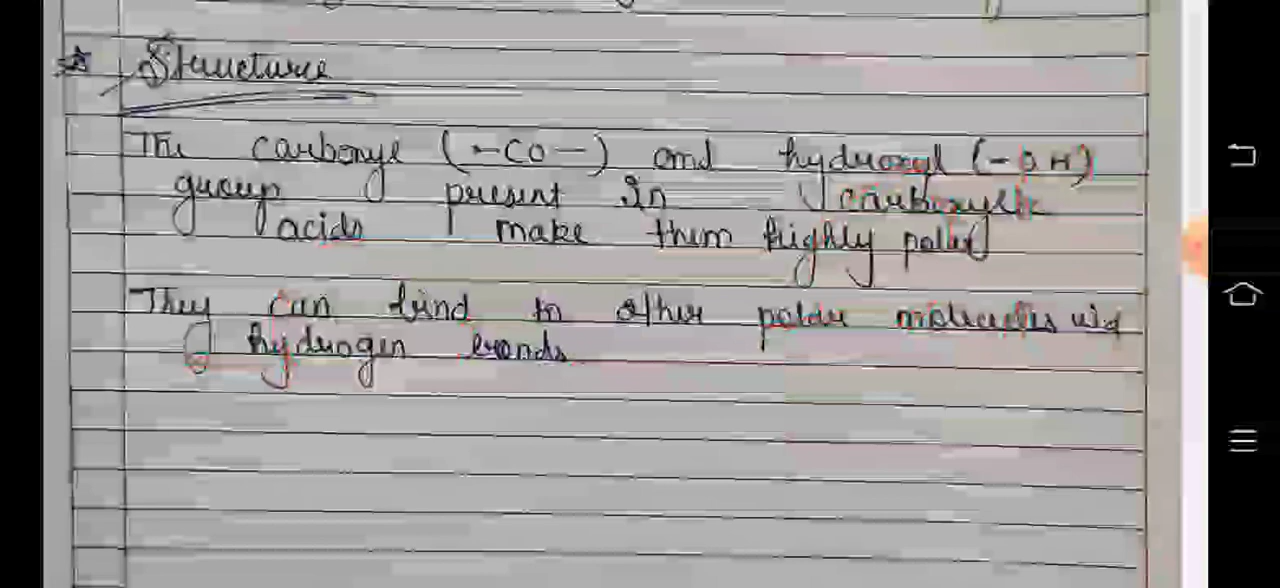 Structure
The carbonyl (-CO-) and hydroxyl (-OH)
group present in carboxylic
acids make them highly polar
They can bind to other polar molecules via
hydrogen bonds